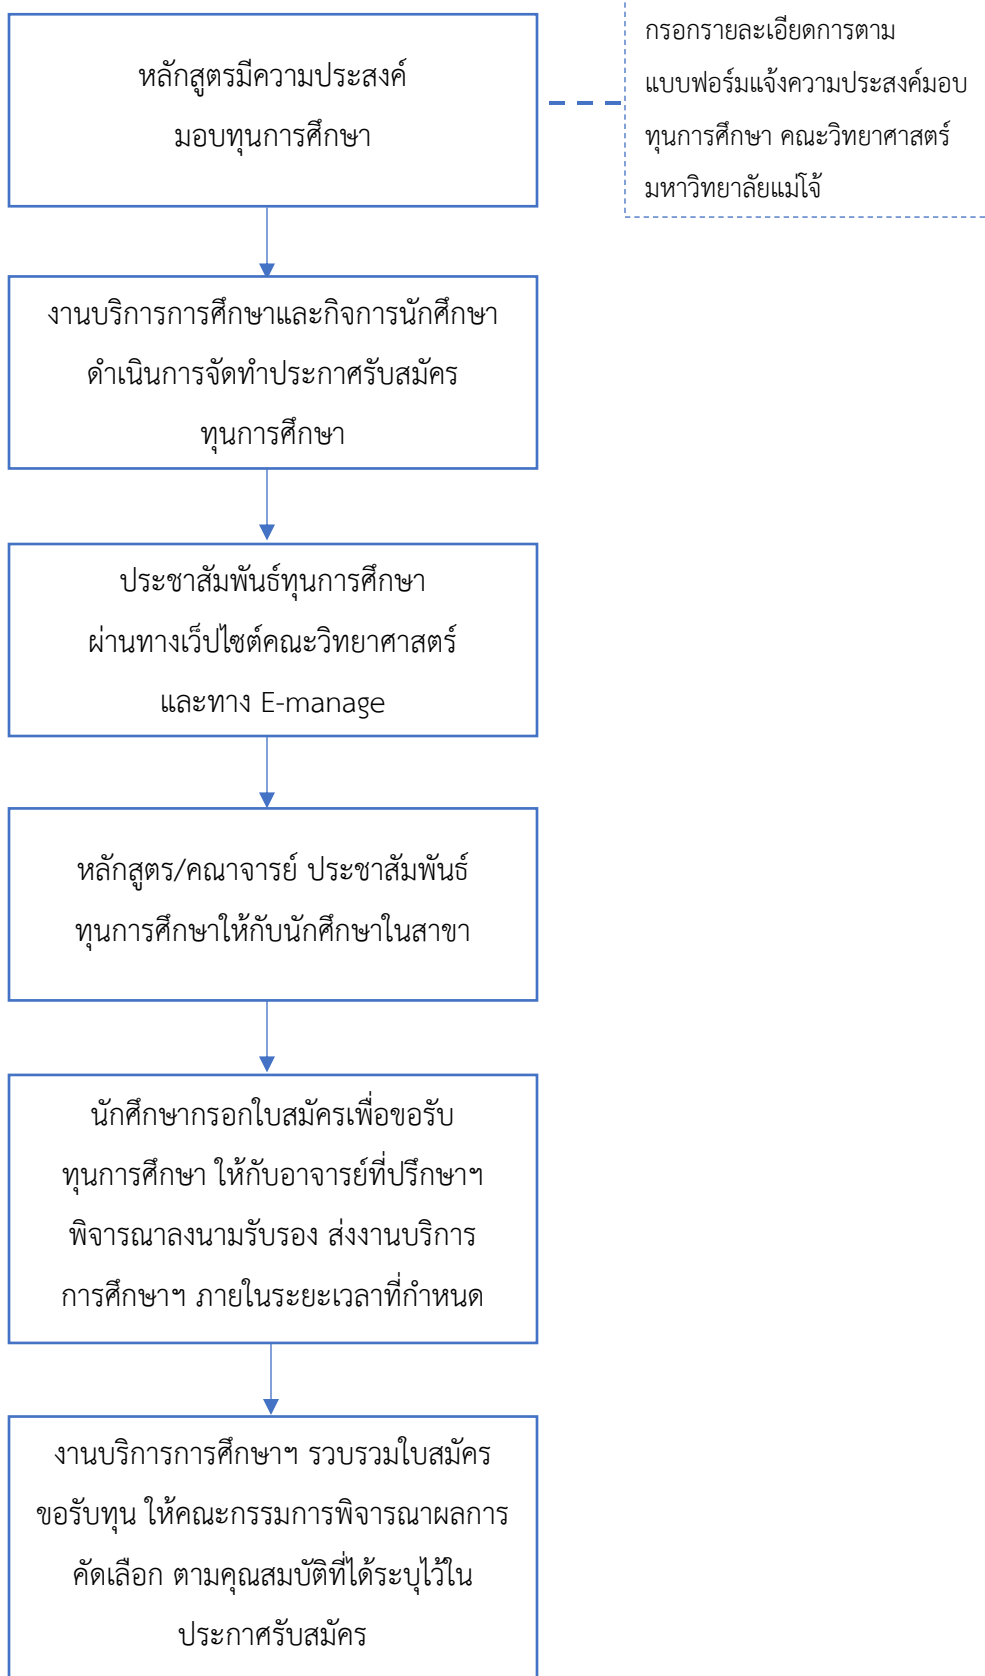 หลักสูตรมีความประสงค์
มอบทุนการศึกษา
กรอกรายละเอียดการตาม
แบบฟอร์มแจ้งความประสงค์มอบ
ทุนการศึกษา คณะวิทยาศาสตร์
มหาวิทยาลัยแม่โจ้
งานบริการการศึกษาและกิจการนักศึกษา
ดำเนินการจัดทำประกาศรับสมัคร
ทุนการศึกษา
ประชาสัมพันธ์ทุนการศึกษา
ผ่านทางเว็ปไซต์คณะวิทยาศาสตร์
และทาง E-manage
หลักสูตร/คณาจารย์ ประชาสัมพันธ์
ทุนการศึกษาให้กับนักศึกษาในสาขา
นักศึกษากรอกใบสมัครเพื่อขอรับ
ทุนการศึกษา ให้กับอาจารย์ที่ปรึกษาฯ
พิจารณาลงนามรับรอง ส่งงานบริการ
การศึกษาฯ ภายในระยะเวลาที่กำหนด
งานบริการการศึกษาฯ รวบรวมใบสมัคร
ขอรับทุน ให้คณะกรรมการพิจารณาผลการ
คัดเลือก ตามคุณสมบัติที่ได้ระบุไว้ใน
ประกาศรับสมัคร